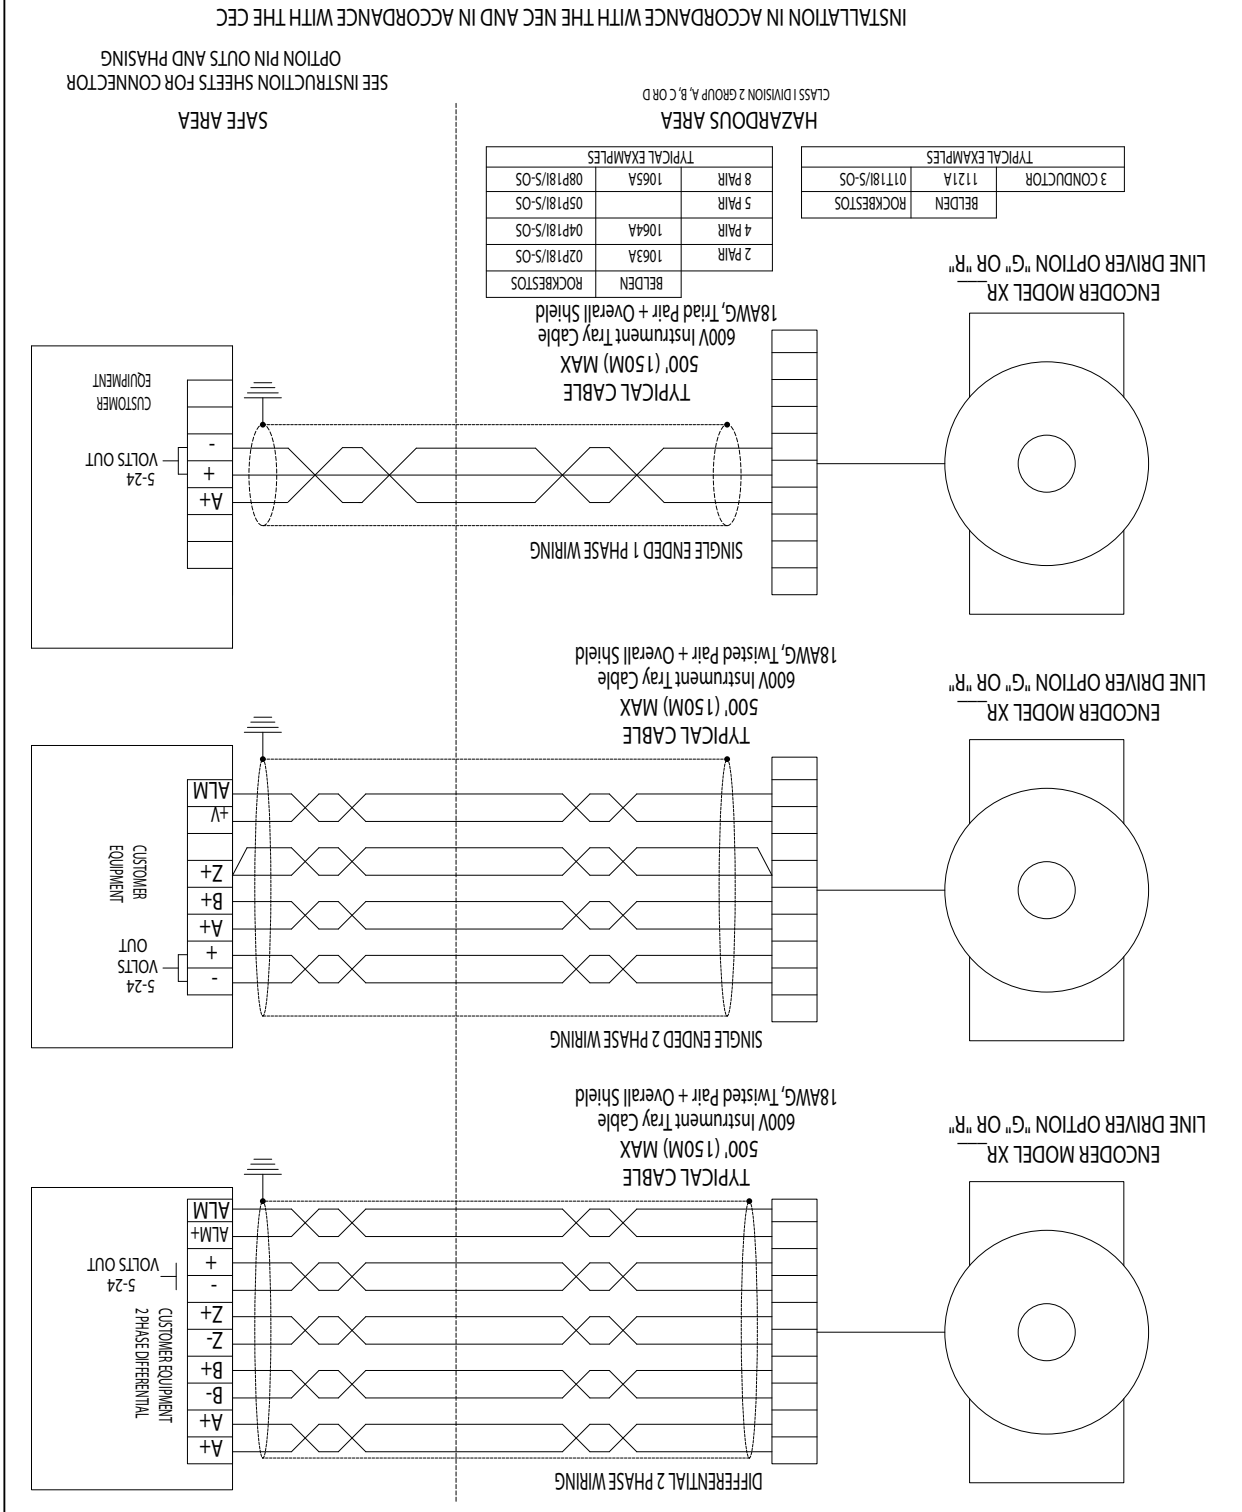 DIFFERENTIAL 2 PHASE WIRING
A+
A+
B-
B+
Z-
Z+
-
+
ALM+
ALM
CUSTOMER EQUIPMENT
2 PHASE DIFFERENTIAL
5-24
VOLTS OUT
ENCODER MODEL XR___
LINE DRIVER OPTION "G" OR "R"
TYPICAL CABLE
500' (150M) MAX
600V Instrument Tray Cable
18AWG, Twisted Pair + Overall Shield
SINGLE ENDED 2 PHASE WIRING
-
+
A+
B+
Z+
+V
ALM
5-24
VOLTS
OUT
CUSTOMER
EQUIPMENT
ENCODER MODEL XR___
LINE DRIVER OPTION "G" OR "R"
TYPICAL CABLE
500' (150M) MAX
600V Instrument Tray Cable
18AWG, Twisted Pair + Overall Shield
SINGLE ENDED 1 PHASE WIRING
A+
+
-
5-24
VOLTS OUT
CUSTOMER
EQUIPMENT
ENCODER MODEL XR___
LINE DRIVER OPTION "G" OR "R"
TYPICAL CABLE
500' (150M) MAX
600V Instrument Tray Cable
18AWG, Triad Pair + Overall Shield
BELDEN ROCKBESTOS
3 CONDUCTOR 1121A 01T18I/S-OS
TYPICAL EXAMPLES
BELDEN ROCKBESTOS
2 PAIR 1063A 02P18I/S-OS
4 PAIR 1064A 04P18I/S-OS
5 PAIR 05P18I/S-OS
8 PAIR 1065A 08P18I/S-OS
TYPICAL EXAMPLES
HAZARDOUS AREA
CLASS I DIVISION 2 GROUP A, B, C OR D
SAFE AREA
SEE INSTRUCTION SHEETS FOR CONNECTOR
OPTION PIN OUTS AND PHASING
INSTALLATION IN ACCORDANCE WITH THE NEC AND IN ACCORDANCE WITH THE CEC